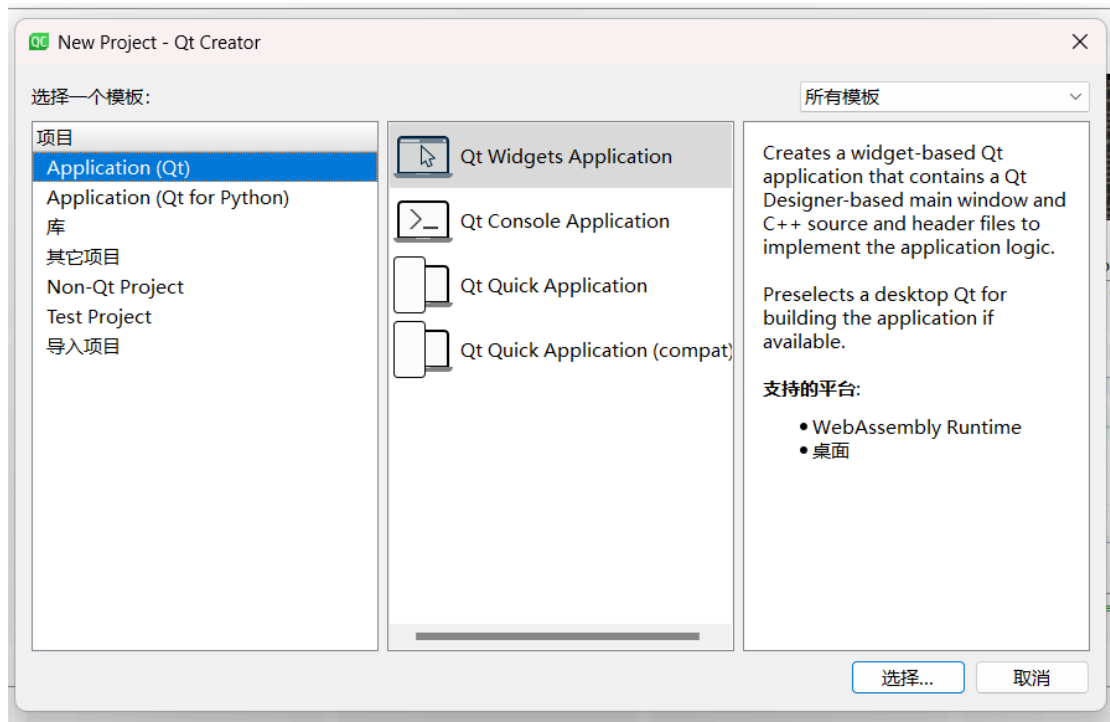 New Project - Qt Creator
选择一个模板:
所有模板
项目
Application (Qt)
Application (Qt for Python)
库
其它项目
Non-Qt Project
Test Project
导入项目
Qt Widgets Application
Qt Console Application
Qt Quick Application
Qt Quick Application (compat)
Creates a widget-based Qt
application that contains a Qt
Designer-based main window and
C++ source and header files to
implement the application logic.
Preselects a desktop Qt for
building the application if
available.
支持的平台:
• WebAssembly Runtime
• 桌面
选择...
取消